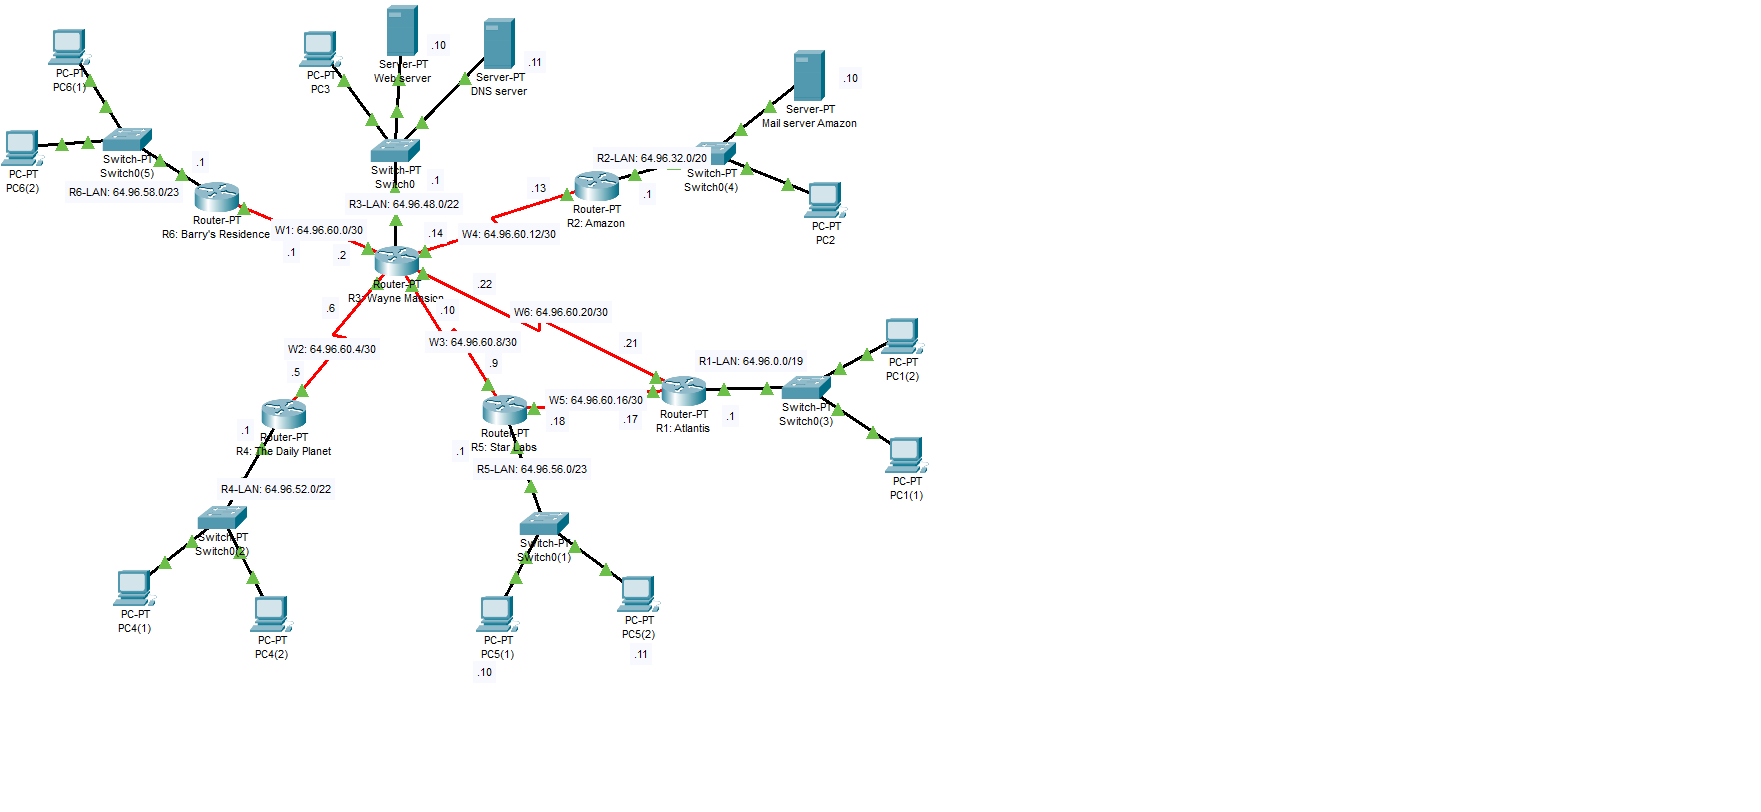 PC-PT
PC6(1)
PC-PT
PC6(2)
Switch-PT
Switch0(5)
.1
R6-LAN: 64.96.58.0/23
Router-PT
R6: Barry's Residence
PC-PT
PC3
Server-PT
Web server
.10
Server-PT
DNS server
.11
Switch-PT
Switch0
.1
R3-LAN: 64.96.48.0/22
Server-PT
Mail server Amazon
.10
R2-LAN: 64.96.32.0/20
Switch-PT
Switch0(4)
PC-PT
PC2
.13
.1
Router-PT
R2: Amazon
W1: 64.96.60.0/30
.1
.2
.14
W4: 64.96.60.12/30
Router-PT
R3: Wayne Mansion
.6
.10
.22
W6: 64.96.60.20/30
.21
W2: 64.96.60.4/30
.5
W3: 64.96.60.8/30
.9
R1-LAN: 64.96.0.0/19
PC-PT
PC1(2)
W5: 64.96.60.16/30
.18
.17
Router-PT
R1: Atlantis
.1
Switch-PT
Switch0(3)
PC-PT
PC1(1)
.1
Router-PT
R4: The Daily Planet
Router-PT
R5: Star Labs
.1
R5-LAN: 64.96.56.0/23
R4-LAN: 64.96.52.0/22
Switch-PT
Switch0(2)
Switch-PT
Switch0(1)
PC-PT
PC4(1)
PC-PT
PC4(2)
PC-PT
PC5(1)
.10
PC-PT
PC5(2)
.11